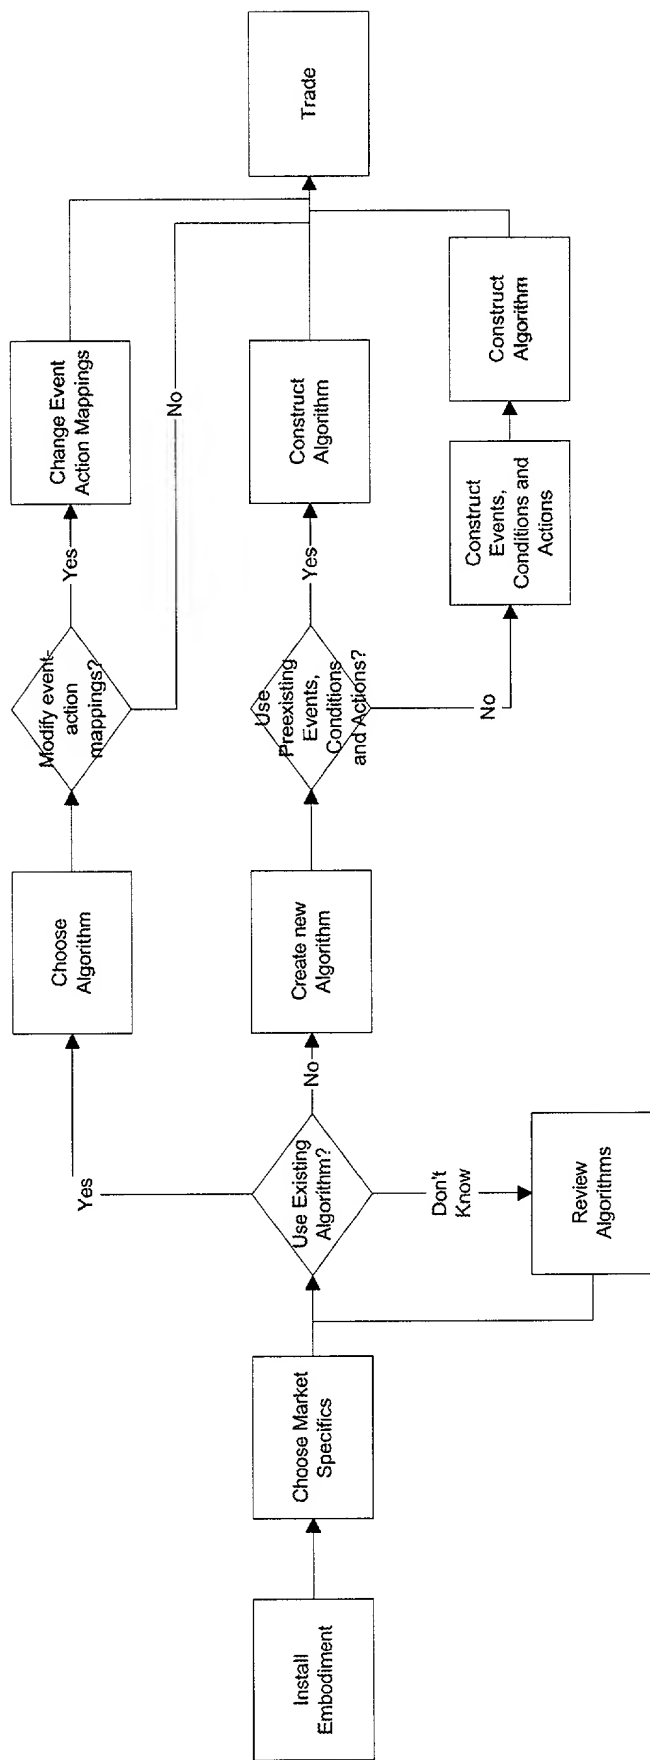 Install
Embodiment
Choose Market
Specifics
Use Existing
Algorithm?
Yes
No
Don't
Know
Review
Algorithms
Choose
Algorithm
Modify event-
action
mappings?
Yes
No
Change Event
Action Mappings
Create new
Algorithm
Use
Preexisting
Events,
Conditions
and Actions?
Yes
No
Construct
Algorithm
Construct
Events,
Conditions and
Actions
Construct
Algorithm
Trade